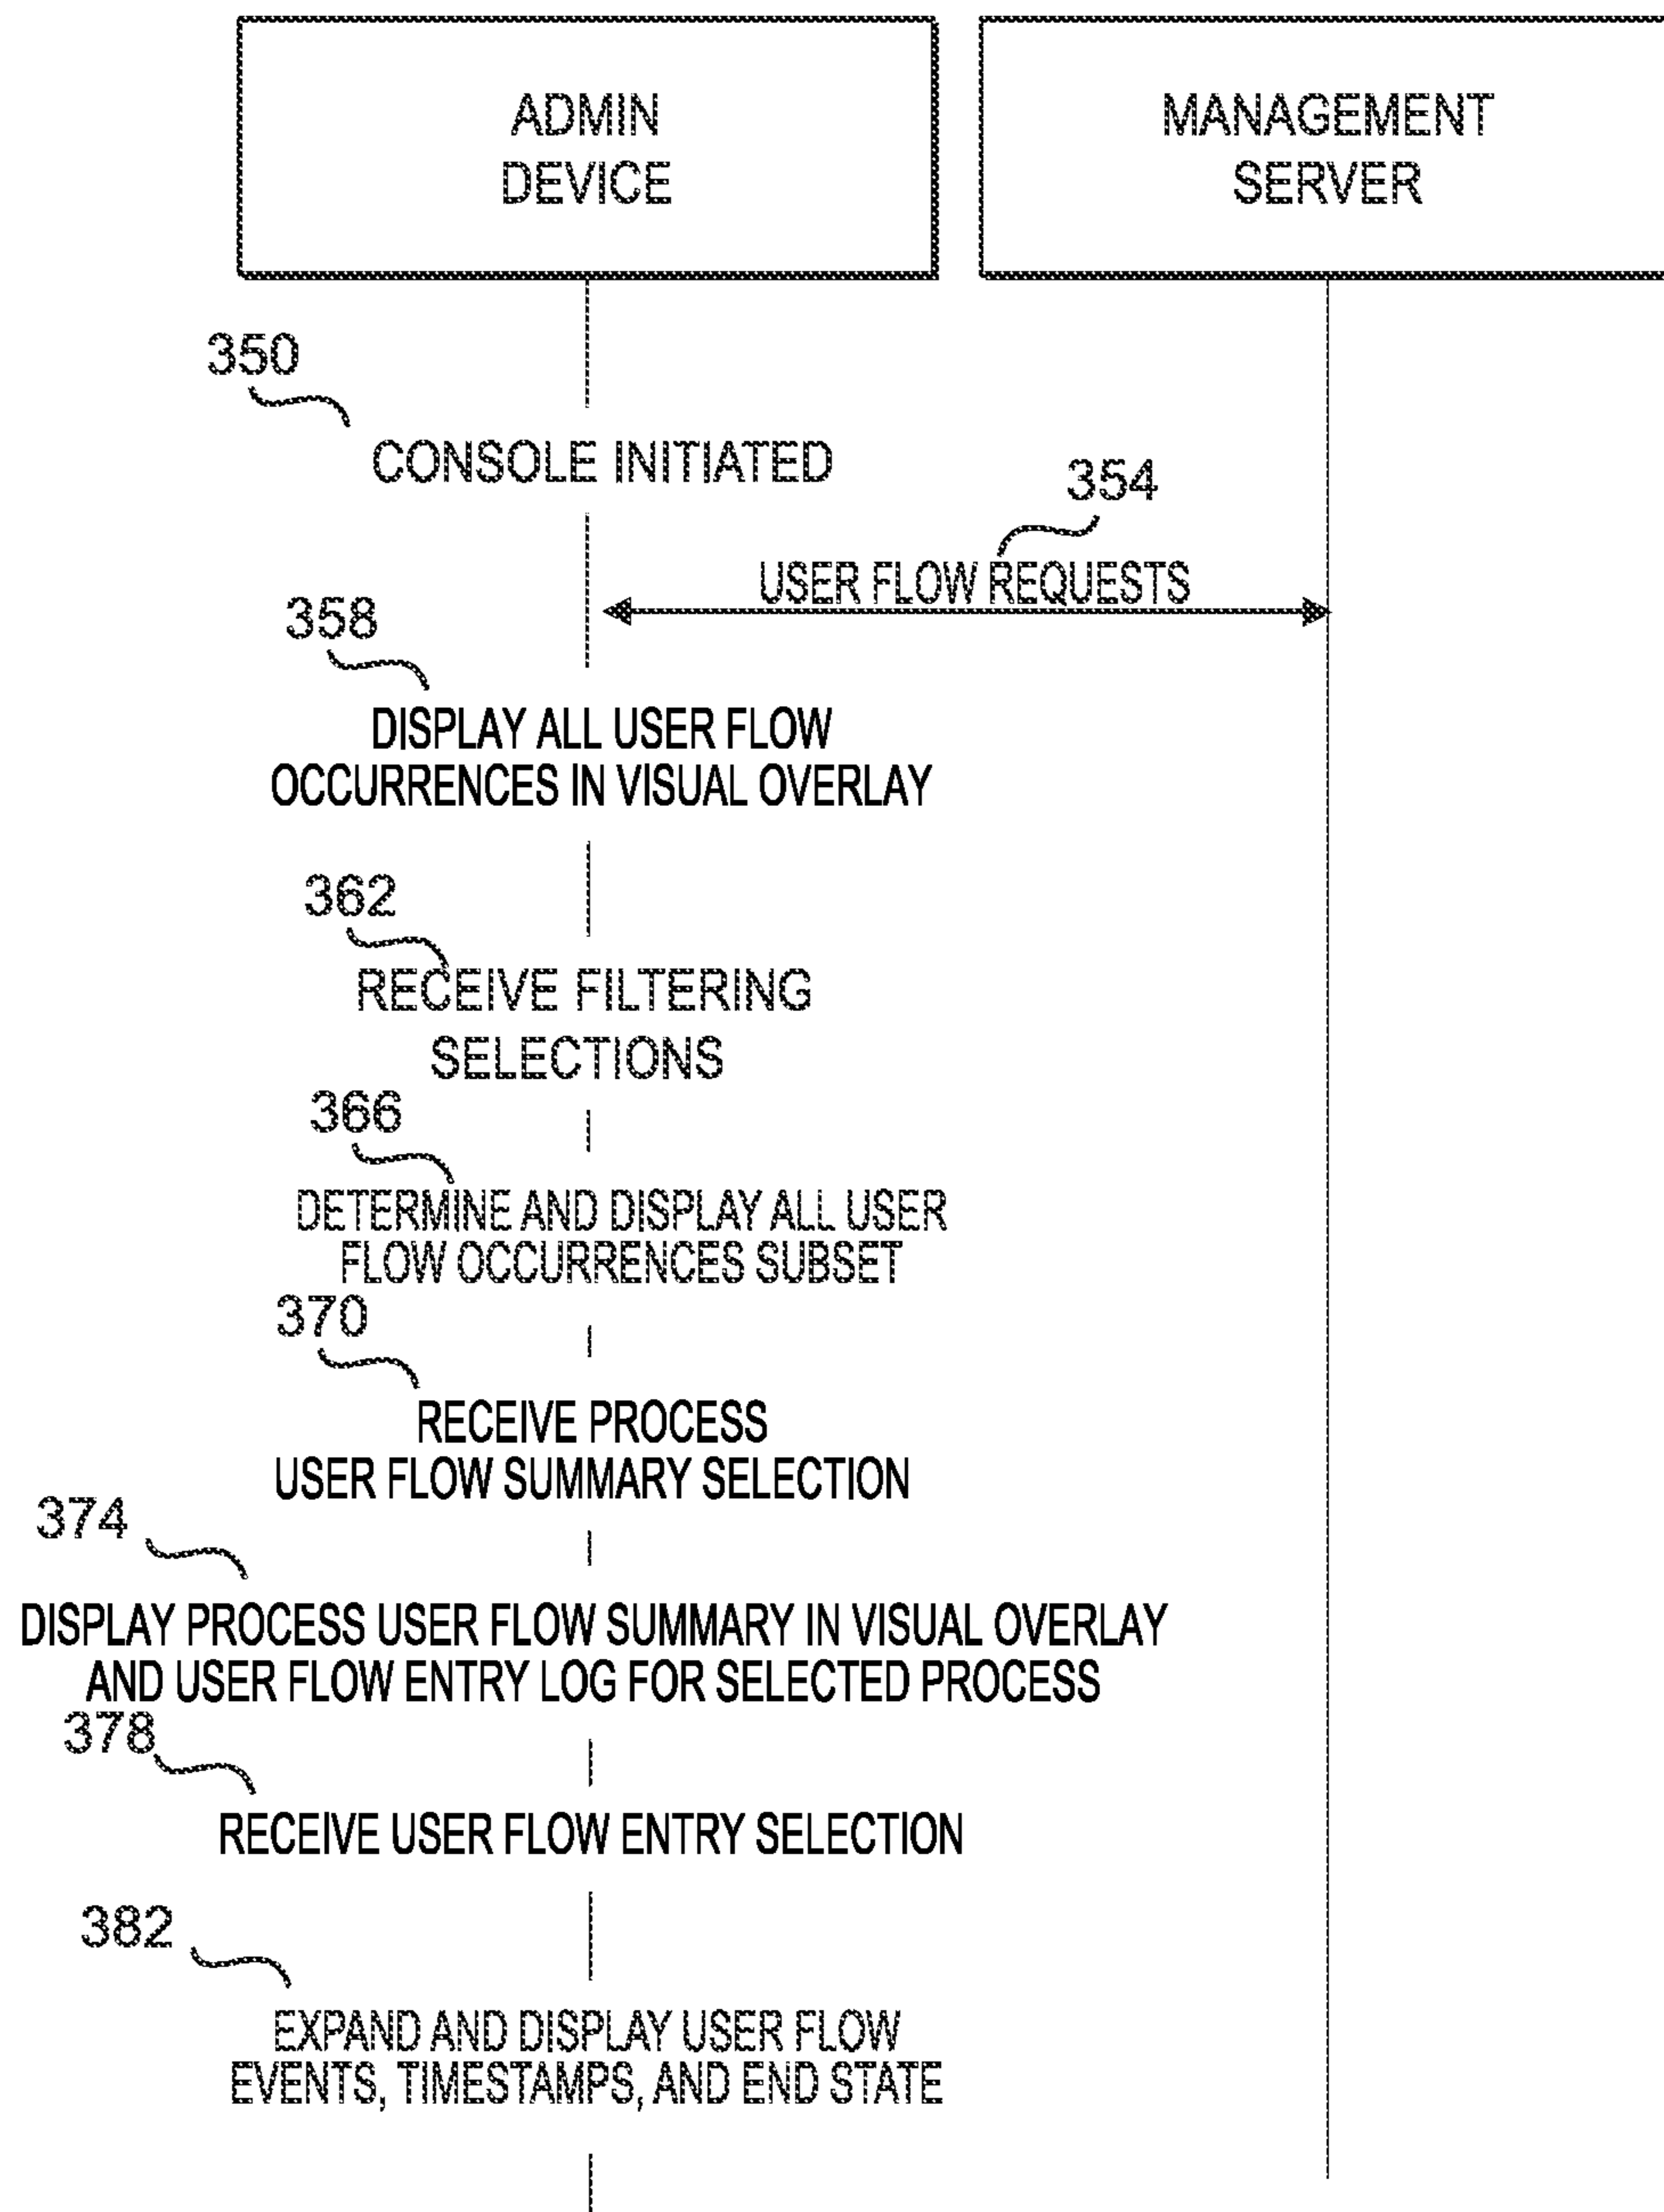 ADMIN
DEVICE
MANAGEMENT
SERVER
350
CONSOLE INITIATED
354
USER FLOW REQUESTS
358
DISPLAY ALL USER FLOW
OCCURRENCES IN VISUAL OVERLAY
362
RECEIVE FILTERING
SELECTIONS
366
DETERMINE AND DISPLAY ALL USER
FLOW OCCURRENCES SUBSET
370
RECEIVE PROCESS
USER FLOW SUMMARY SELECTION
374
DISPLAY PROCESS USER FLOW SUMMARY IN VISUAL OVERLAY
AND USER FLOW ENTRY LOG FOR SELECTED PROCESS
378
RECEIVE USER FLOW ENTRY SELECTION
382
EXPAND AND DISPLAY USER FLOW
EVENTS, TIMESTAMPS, AND END STATE